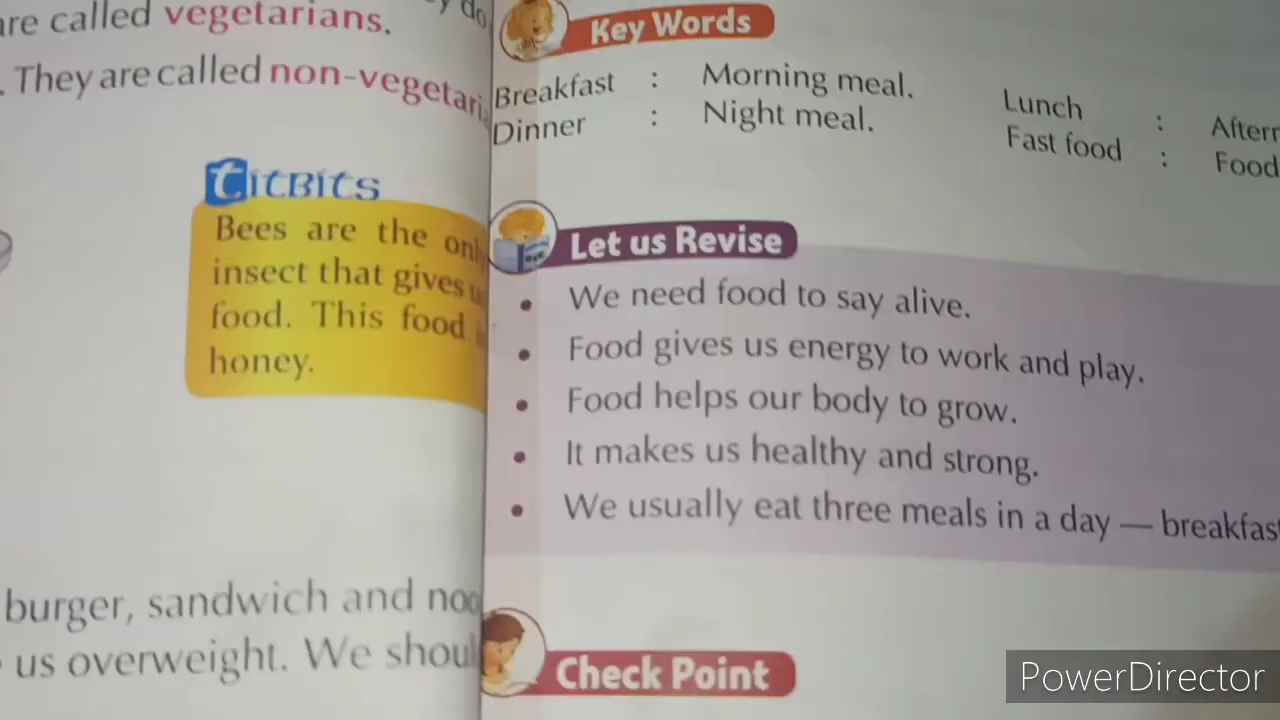 are called vegetarians.
. They are called non-vegetari
titbits
Bees are the only
insect that gives
food. This food
honey.
burger, sandwich and noo
us overweight. We shoul
Key Words
Breakfast : Morning meal. Lunch : Aftern
Dinner : Night meal. Fast food : Food
Let us Revise
• We need food to say alive.
• Food gives us energy to work and play.
• Food helps our body to grow.
• It makes us healthy and strong.
• We usually eat three meals in a day — breakfast
Check Point
PowerDirector